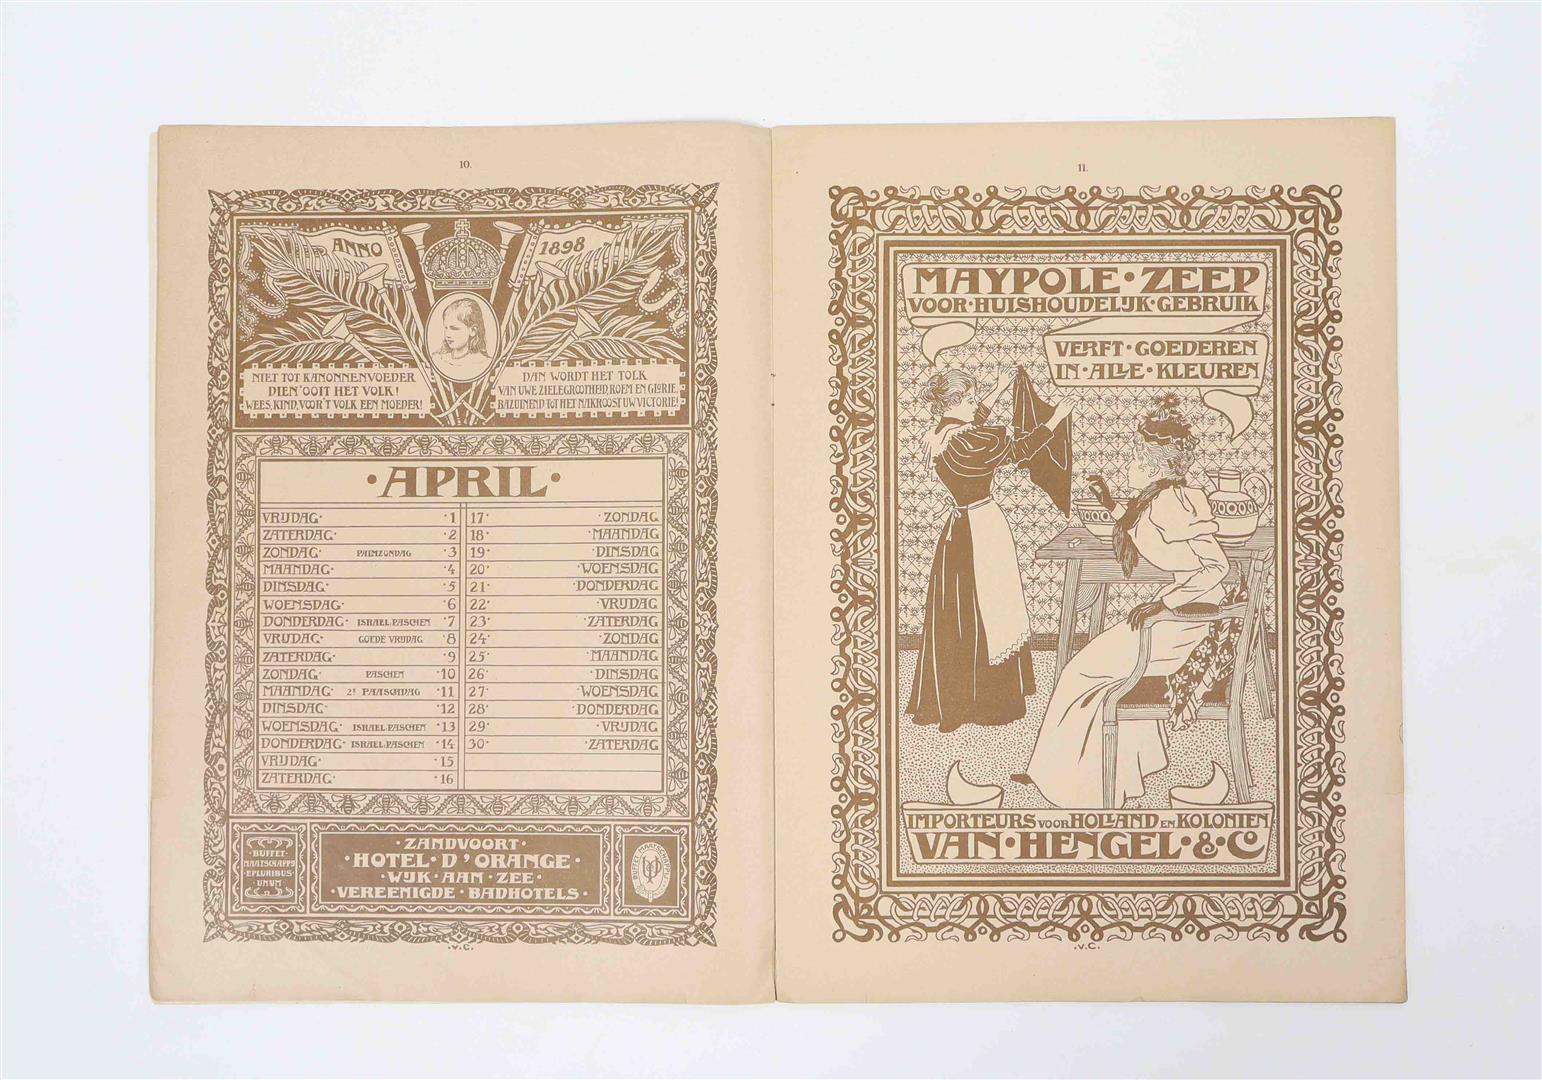 10.
ANNO 1898
NIET TOT KANONNENVOEDER
DIEN' OOIT HET VOLK!
WEES, KIND, VOOR'T VOLK EEN MOEDER!
DAN WORDT HET TOLK
VAN UWE ZIELEGROOTHEID, ROEM EN GLORIE,
BAZUINEND TOT HET NAKROOST UW VICTORIE!
·APRIL·
VRIJDAG· ·1
ZATERDAG· ·2
ZONDAG· PALMZONDAG ·3
MAANDAG· ·4
DINSDAG· ·5
WOENSDAG· ·6
DONDERDAG· ISRAEL.PASCHEN ·7
VRIJDAG· GOEDE VRIJDAG ·8
ZATERDAG· ·9
ZONDAG· PASCHEN ·10
MAANDAG· 2e PAASCHDAG ·11
DINSDAG· ·12
WOENSDAG· ISRAEL.PASCHEN ·13
DONDERDAG· ISRAEL.PASCHEN ·14
VRIJDAG· ·15
ZATERDAG· ·16
17· ·ZONDAG
18· ·MAANDAG
19· ·DINSDAG
20· ·WOENSDAG
21· ·DONDERDAG
22· ·VRIJDAG
23· ·ZATERDAG
24· ·ZONDAG
25· ·MAANDAG
26· ·DINSDAG
27· ·WOENSDAG
28· ·DONDERDAG
29· ·VRIJDAG
30· ·ZATERDAG
BUFFET
MAATSCHAPPIJ
EPLURIBUS·
·UNUM·
·ZANDVOORT·
·HOTEL·D'ORANGE·
·WIJK·AAN·ZEE·
·VEREENIGDE·BADHOTELS·
.V.C.
11.
MAYPOLE·ZEEP
VOOR·HUISHOUDELIJK·GEBRUIK
VERFT·GOEDEREN
IN·ALLE·KLEUREN
IMPORTEURS VOOR HOLLAND EN KOLONIEN
VAN·HENGEL·&·Co
.V.C.